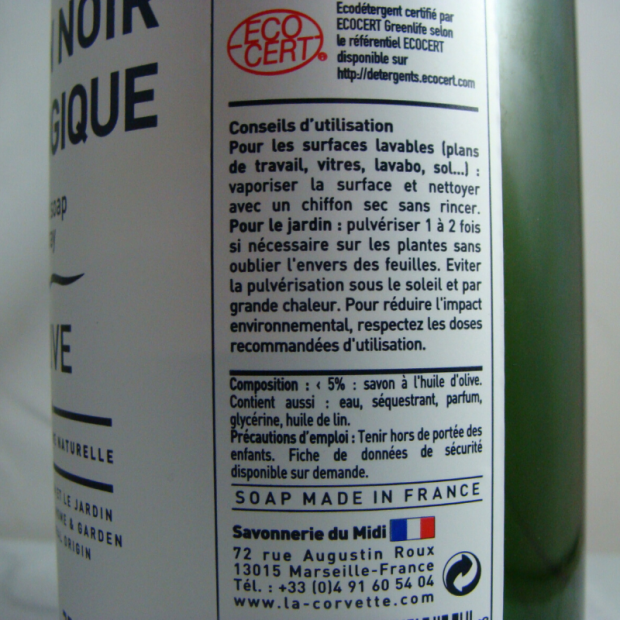 NOIR
GIQUE
soap
VE
NATURELLE
ET LE JARDIN
& GARDEN
ORIGIN
ECO
CERT
Ecodétergent certifié par
ECOCERT Greenlife selon
le référentiel ECOCERT
disponible sur
http://detergents.ecocert.com
Conseils d'utilisation
Pour les surfaces lavables (plans
de travail, vitres, lavabo, sol...) :
vaporiser la surface et nettoyer
avec un chiffon sec sans rincer.
Pour le jardin : pulvériser 1 à 2 fois
si nécessaire sur les plantes sans
oublier l'envers des feuilles. Eviter
la pulvérisation sous le soleil et par
grande chaleur. Pour réduire l'impact
environnemental, respectez les doses
recommandées d'utilisation.
Composition : < 5% : savon à l'huile d'olive.
Contient aussi : eau, séquestrant, parfum,
glycérine, huile de lin.
Précautions d'emploi : Tenir hors de portée des
enfants. Fiche de données de sécurité
disponible sur demande.
SOAP MADE IN FRANCE
Savonnerie du Midi
72 rue Augustin Roux
13015 Marseille-France
Tél. : +33 (0)4 91 60 54 04
www.la-corvette.com